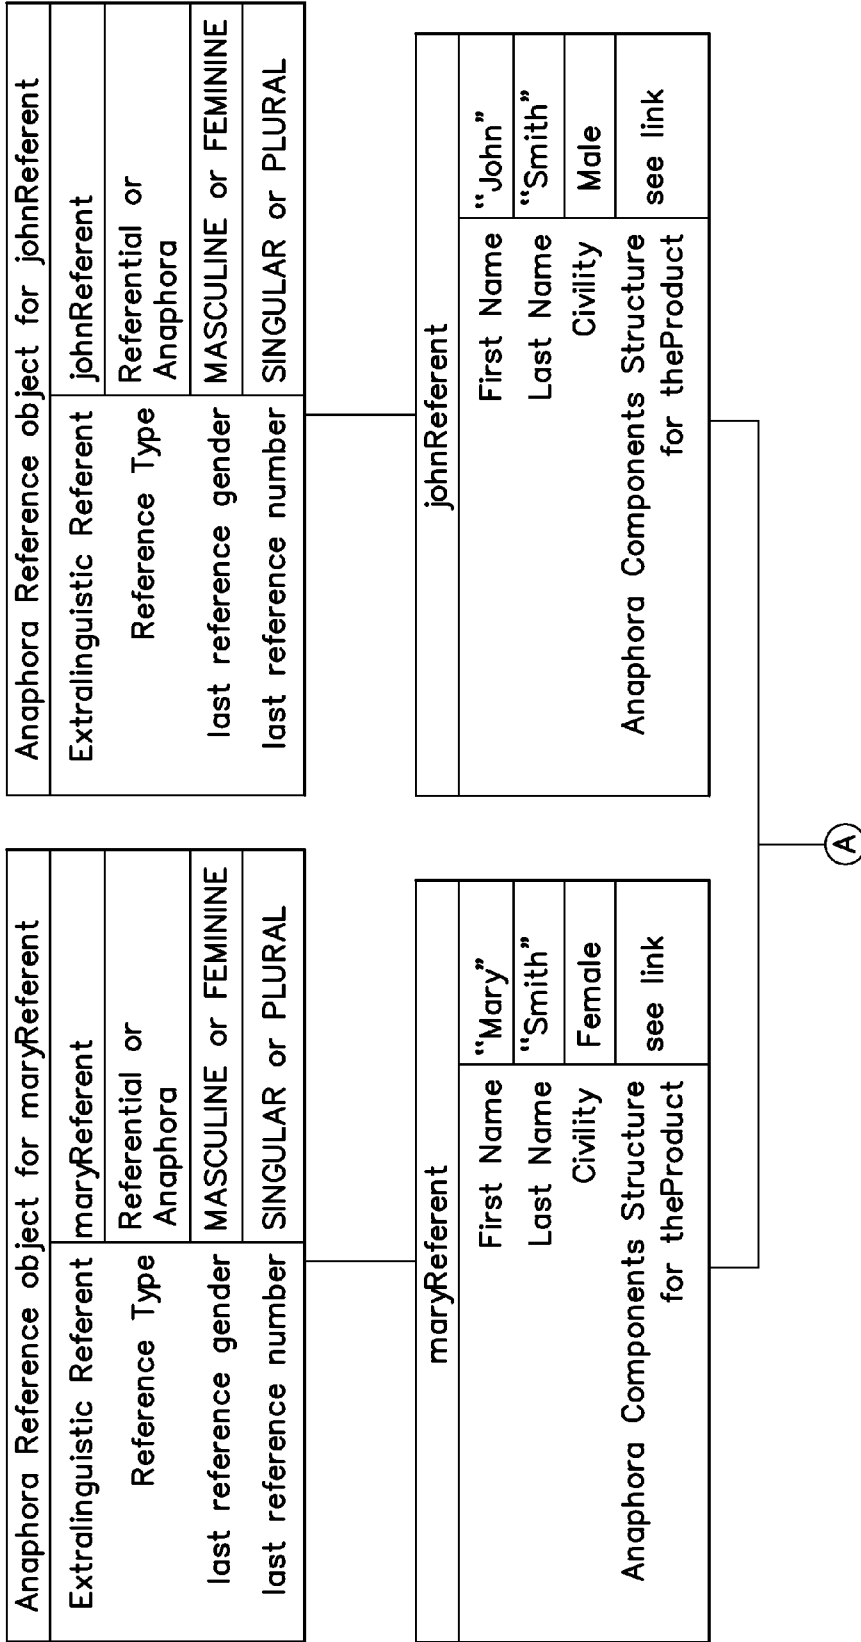 Anaphora Reference object for maryReferent
Extralinguistic Referent maryReferent
Reference Type Referential or
Anaphora
last reference gender MASCULINE or FEMININE
last reference number SINGULAR or PLURAL
maryReferent
First Name "Mary"
Last Name "Smith"
Civility Female
Anaphora Components Structure see link
for theProduct
Anaphora Reference object for johnReferent
Extralinguistic Referent johnReferent
Reference Type Referential or
Anaphora
last reference gender MASCULINE or FEMININE
last reference number SINGULAR or PLURAL
johnReferent
First Name "John"
Last Name "Smith"
Civility Male
Anaphora Components Structure see link
for theProduct
A